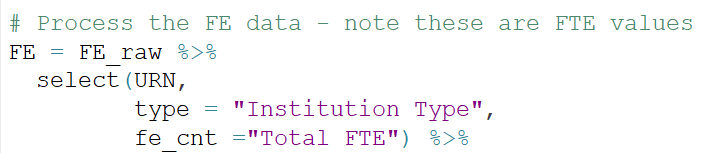 # Process the FE data - note these are FTE values
FE = FE_raw %>%
  select(URN,
         type = "Institution Type",
         fe_cnt ="Total FTE") %>%